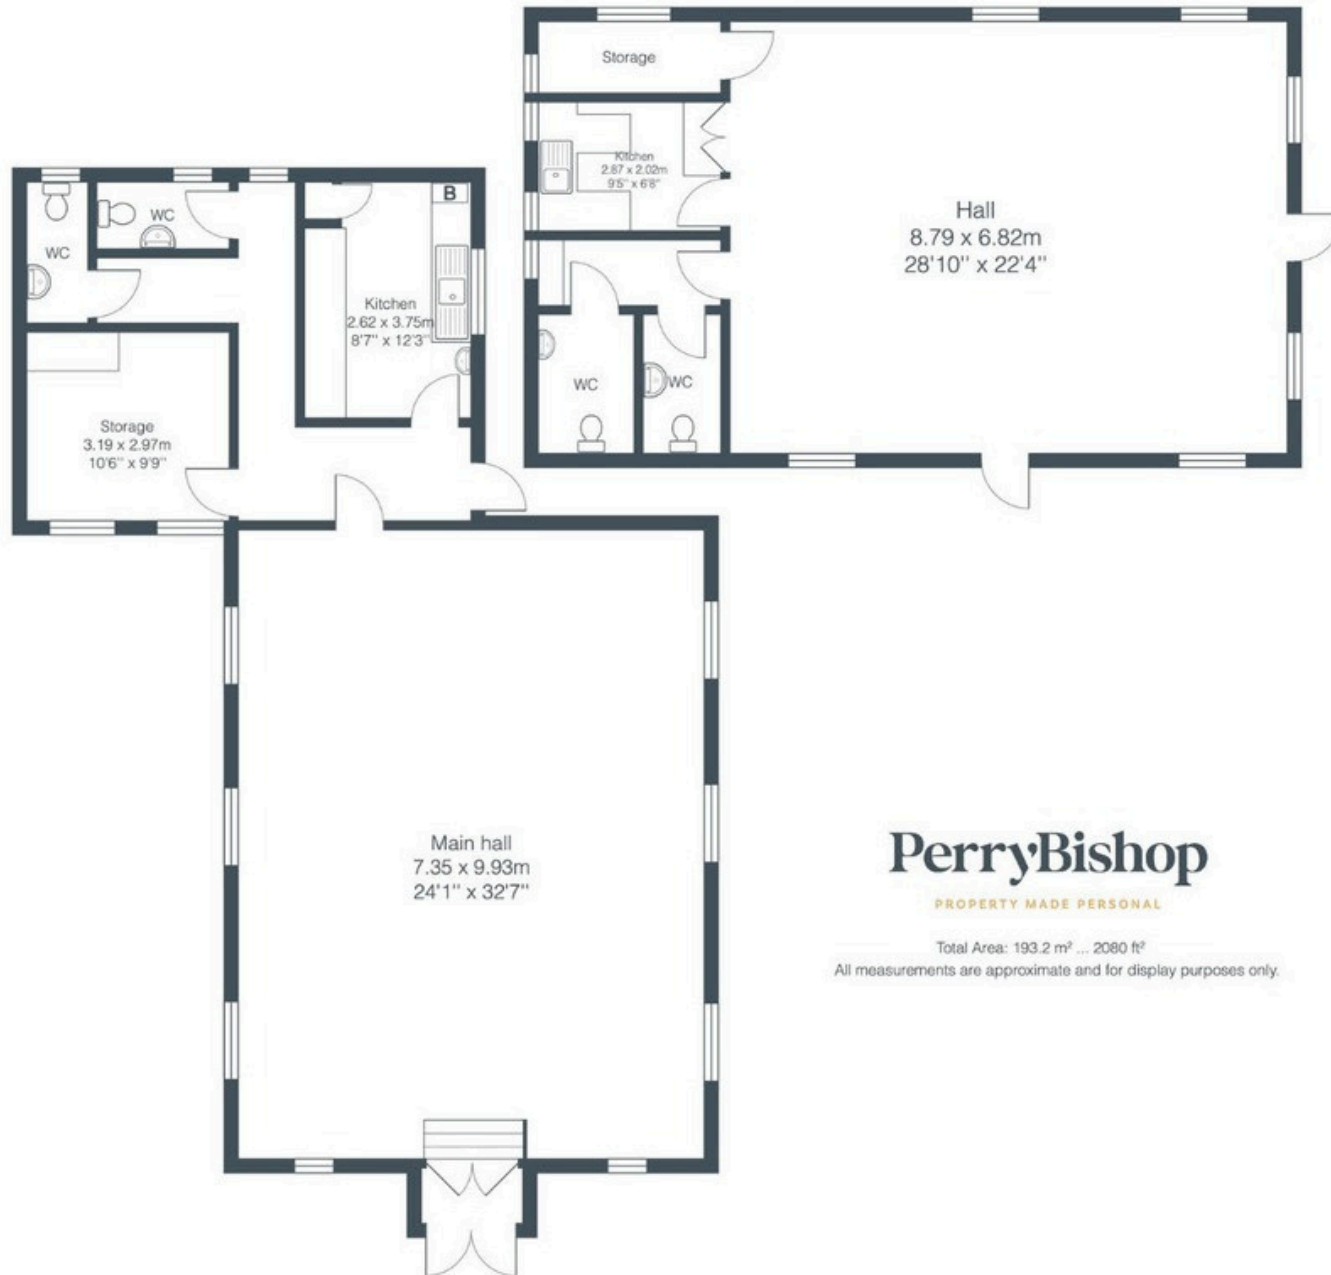 Storage
Kitchen
2.87 x 2.02m
9'5" x 6'8"
Hall
8.79 x 6.82m
28'10" x 22'4"
WC
WC
WC
WC
B
Kitchen
2.62 x 3.75m
8'7" x 12'3"
Storage
3.19 x 2.97m
10'6" x 9'9"
Main hall
7.35 x 9.93m
24'1" x 32'7"
PerryBishop
PROPERTY MADE PERSONAL
Total Area: 193.2 m² ... 2080 ft²
All measurements are approximate and for display purposes only.